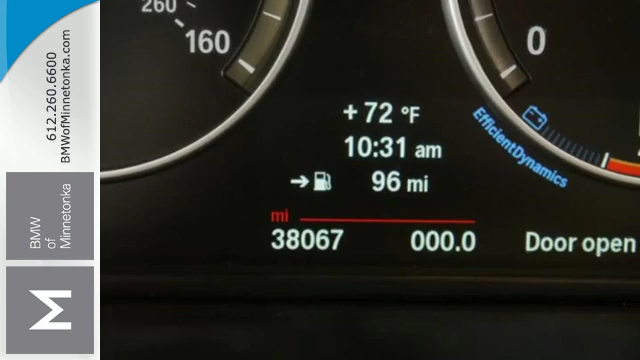 612.260.6600
BMWofMinnetonka.com
BMW
of
Minnetonka
M
260
160
0
EfficientDynamics
+72 °F
10:31 am
➔ 96 mi
mi
38067 000.0 Door open